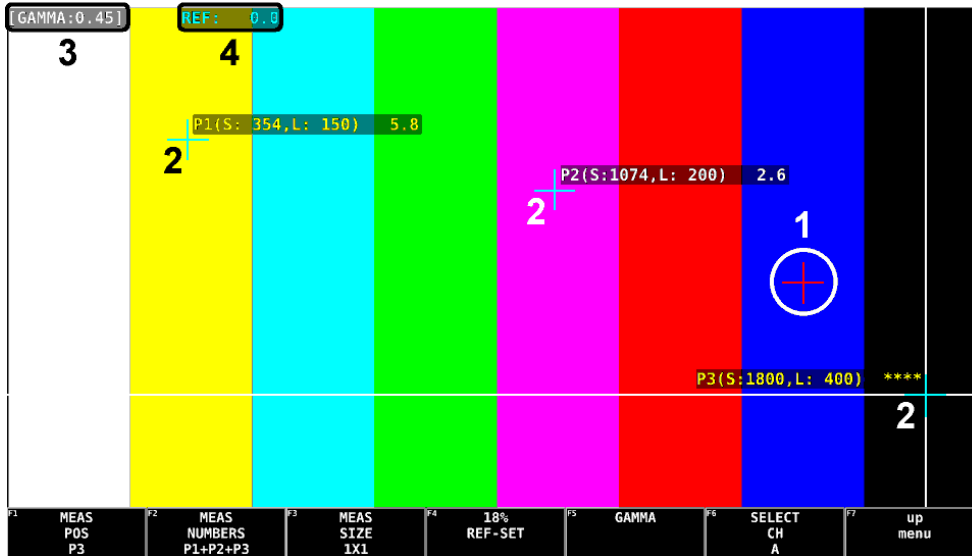 [GAMMA:0.45] REF: 0.0
3 4
P1(S: 354,L: 150) 5.8
2
P2(S:1074,L: 200) 2.6
2
1
P3(S:1800,L: 400) ****
2
F1 MEAS POS P3
F2 MEAS NUMBERS P1+P2+P3
F3 MEAS SIZE 1X1
F4 18% REF-SET
F5 GAMMA
F6 SELECT CH A
F7 up menu